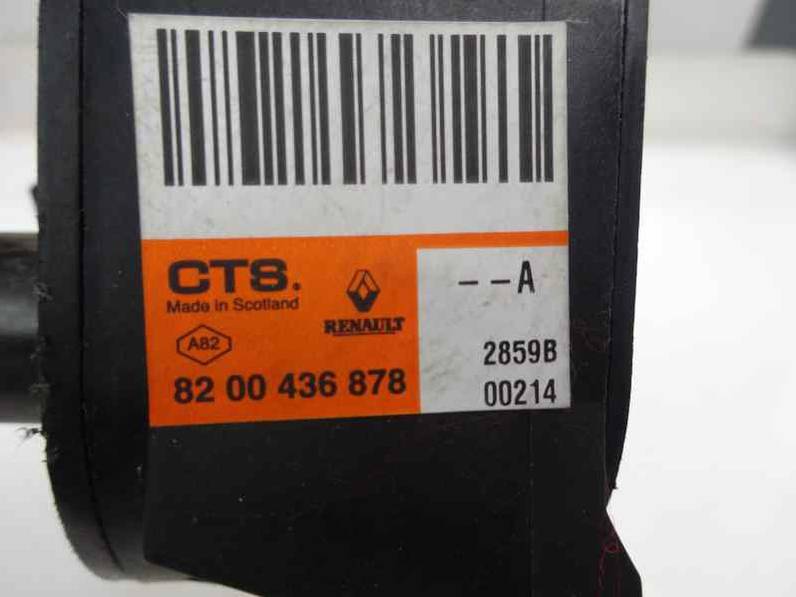 CTS.
Made in Scotland
RENAULT
A82
82 00 436 878
--A
2859B
00214